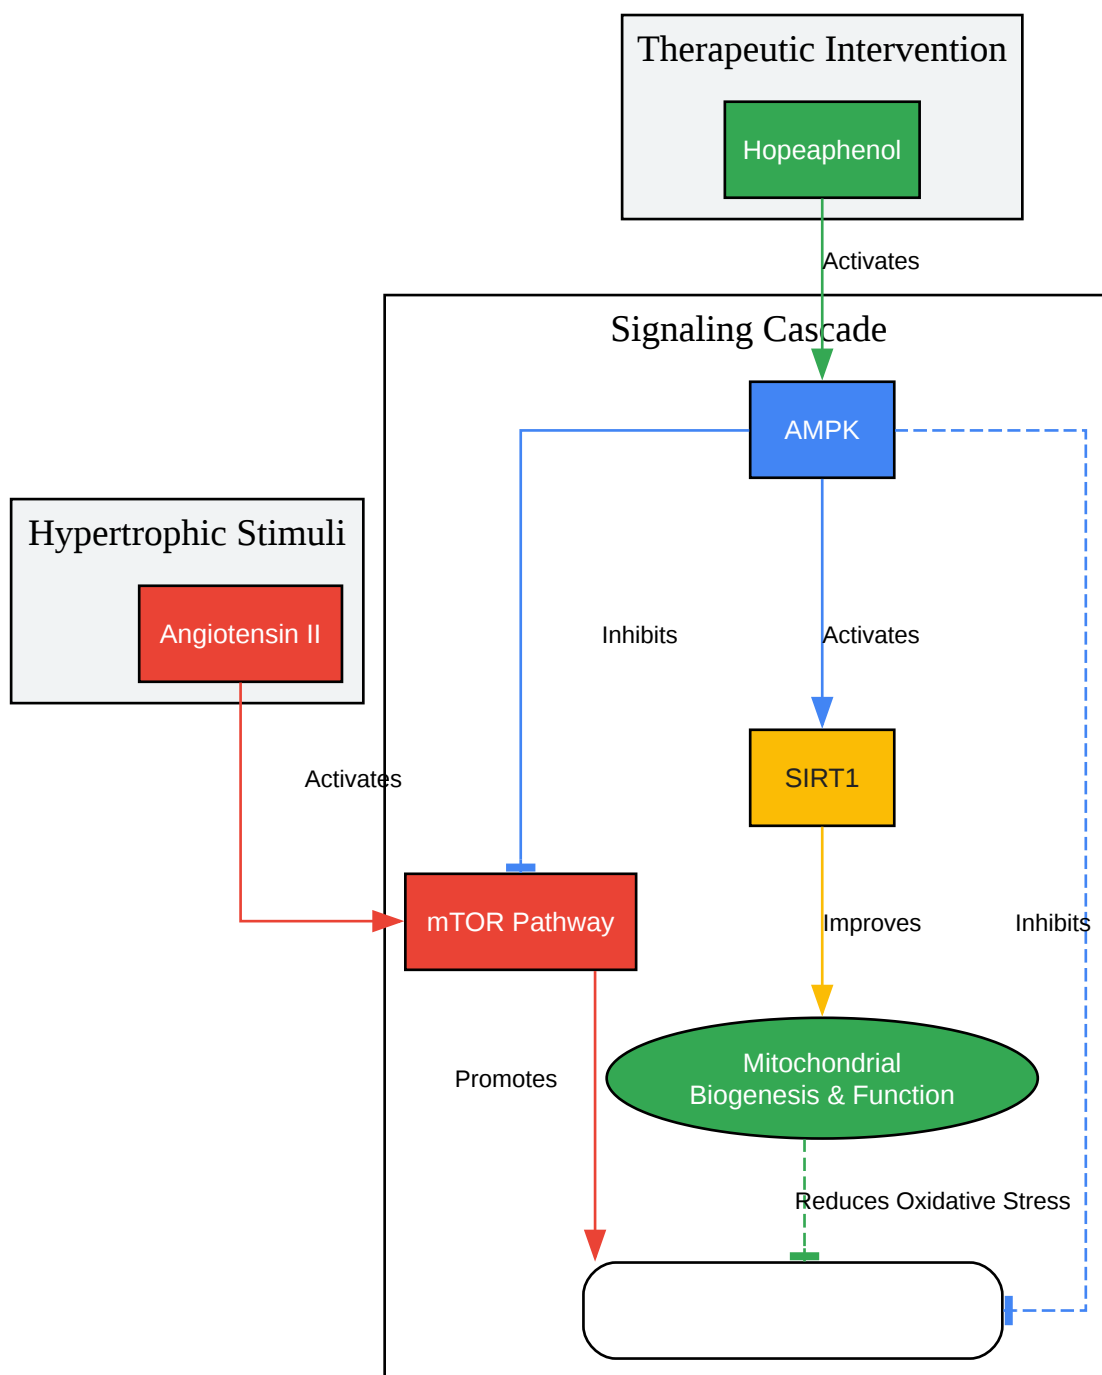 Therapeutic Intervention
Hopeaphenol
Activates
Signaling Cascade
AMPK
Hypertrophic Stimuli
Angiotensin II
Inhibits
Activates
Activates
SIRT1
mTOR Pathway
Improves
Inhibits
Mitochondrial
Biogenesis & Function
Promotes
Reduces Oxidative Stress